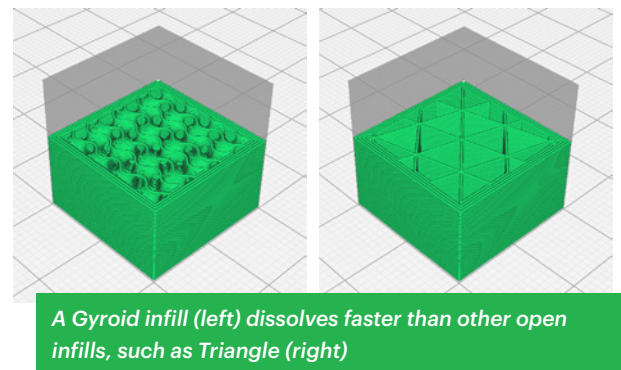 A Gyroid infill (left) dissolves faster than other open
infills, such as Triangle (right)